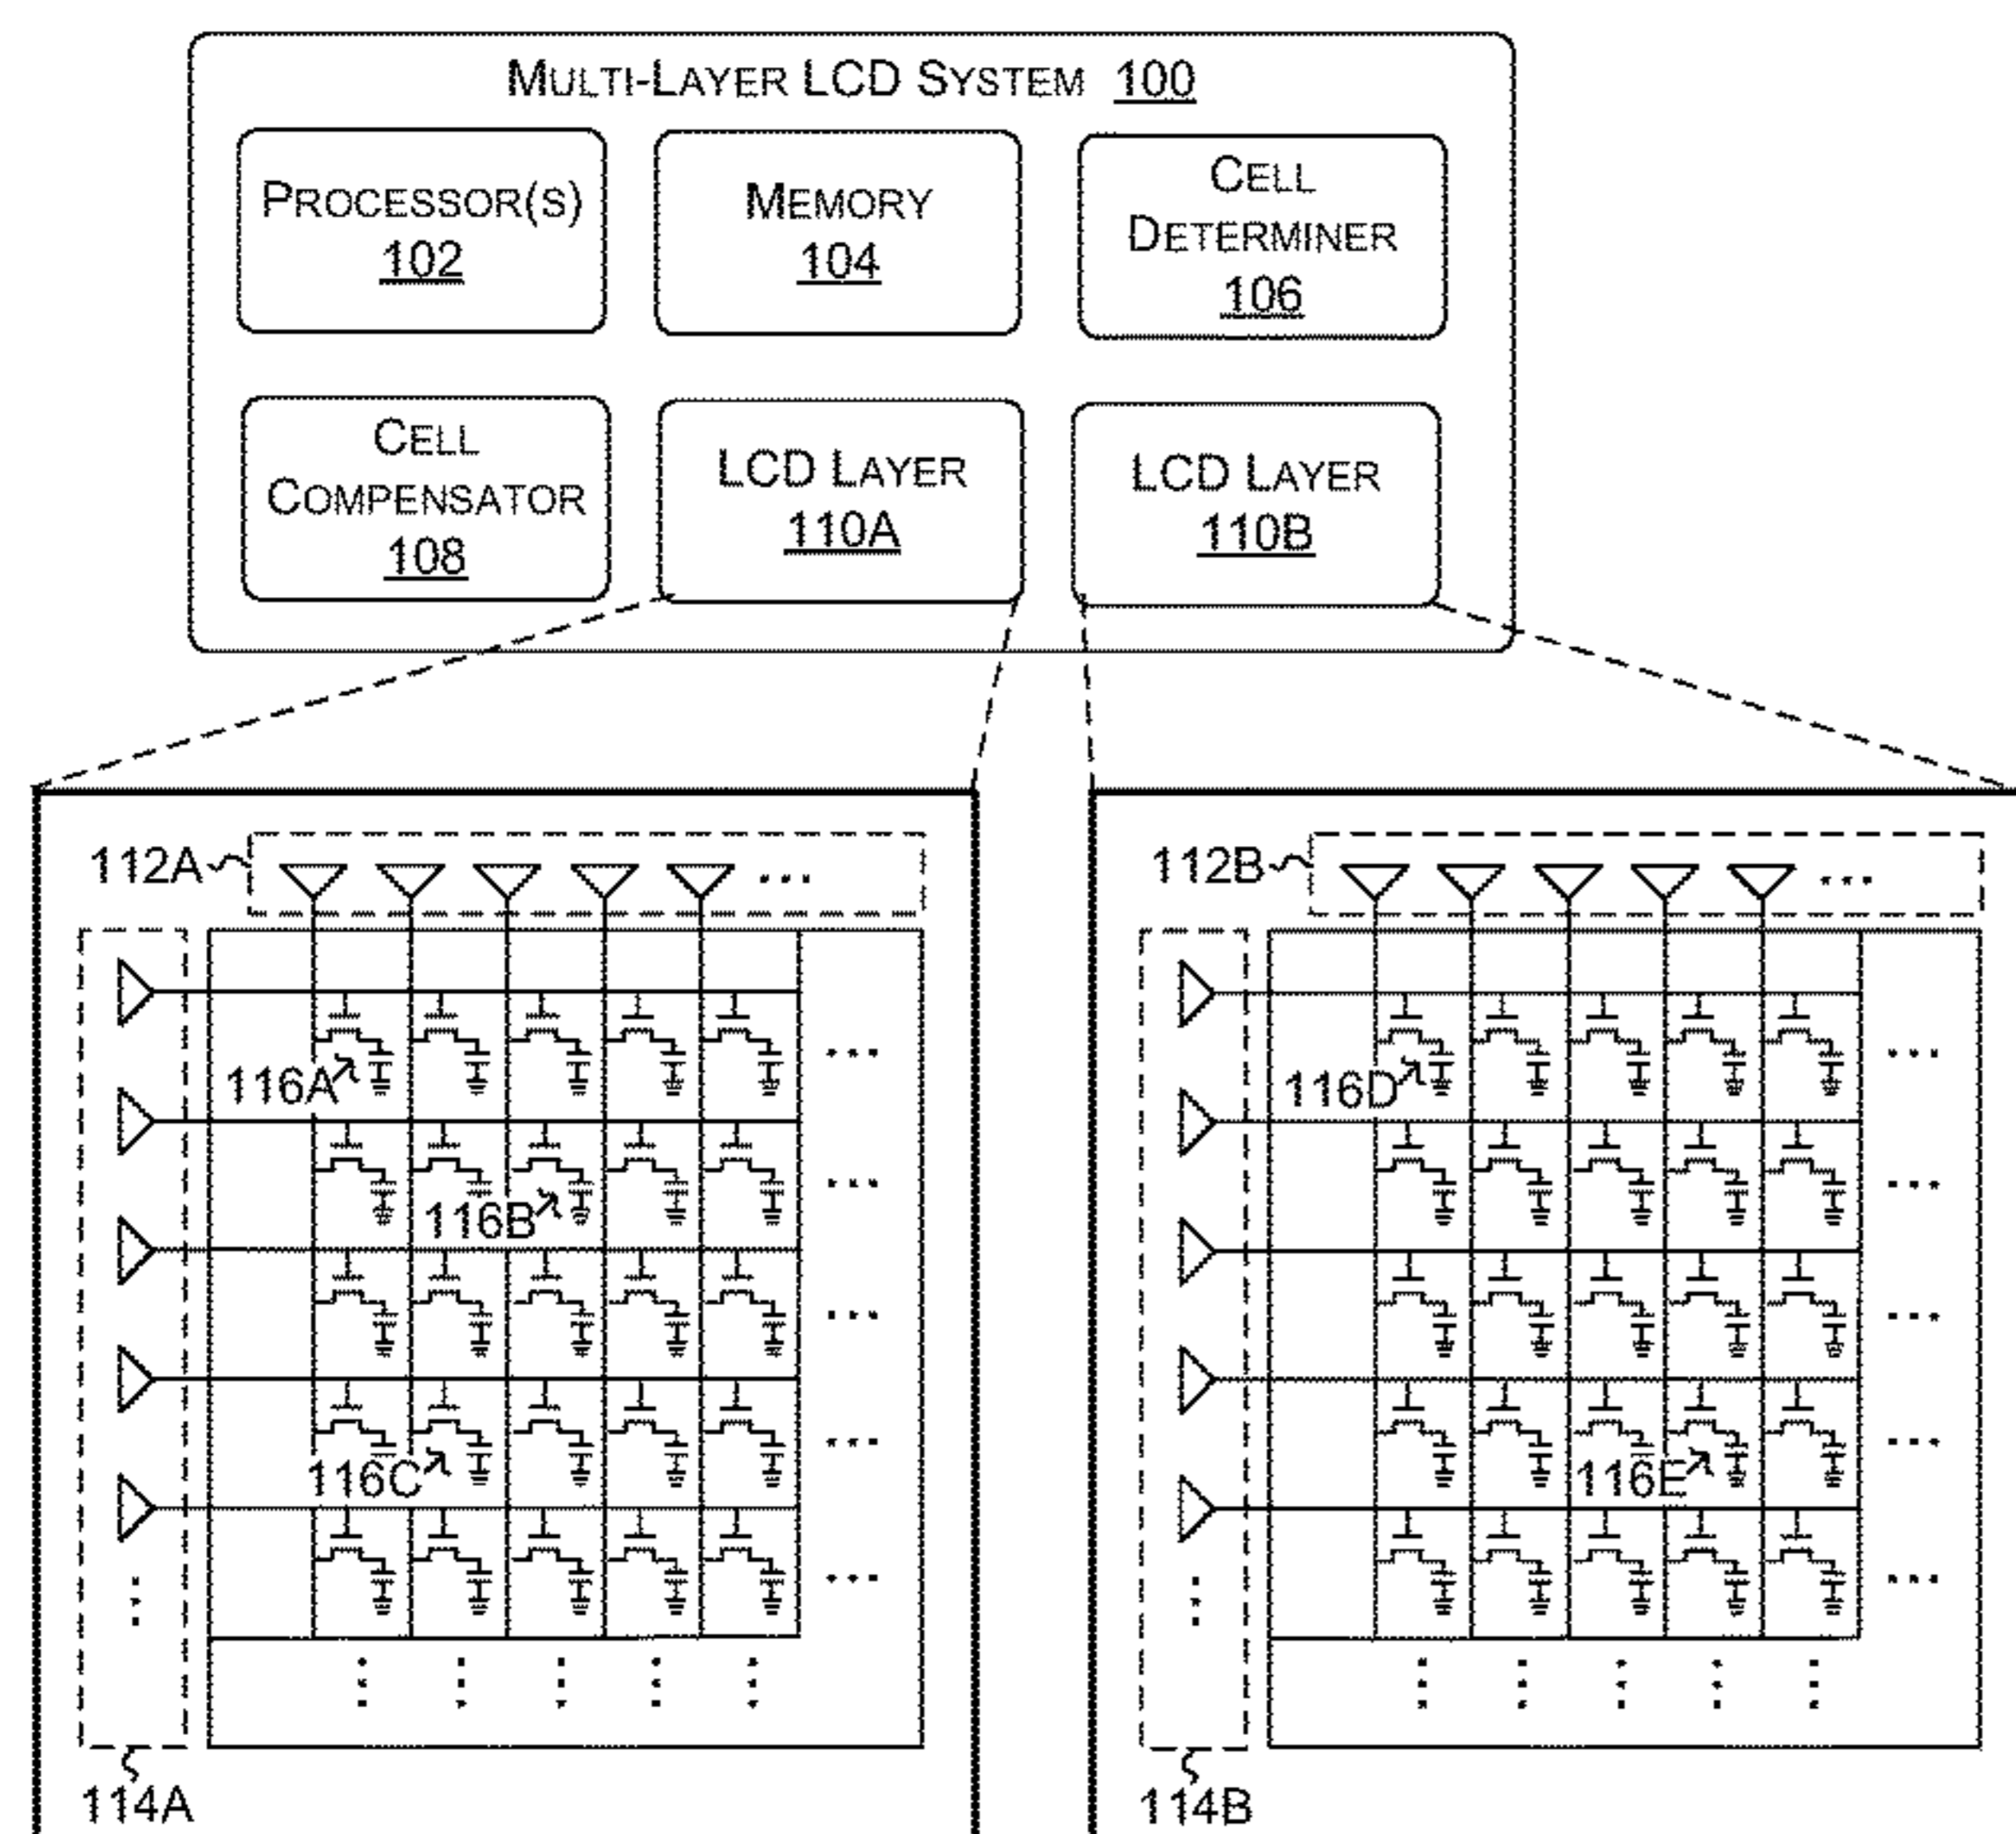 MULTI-LAYER LCD SYSTEM 100
PROCESSOR(S)
102
MEMORY
104
CELL
DETERMINER
106
CELL
COMPENSATOR
108
LCD LAYER
110A
LCD LAYER
110B
112A
...
112B
...
116A
116D
116B
116C
116E
114A
114B